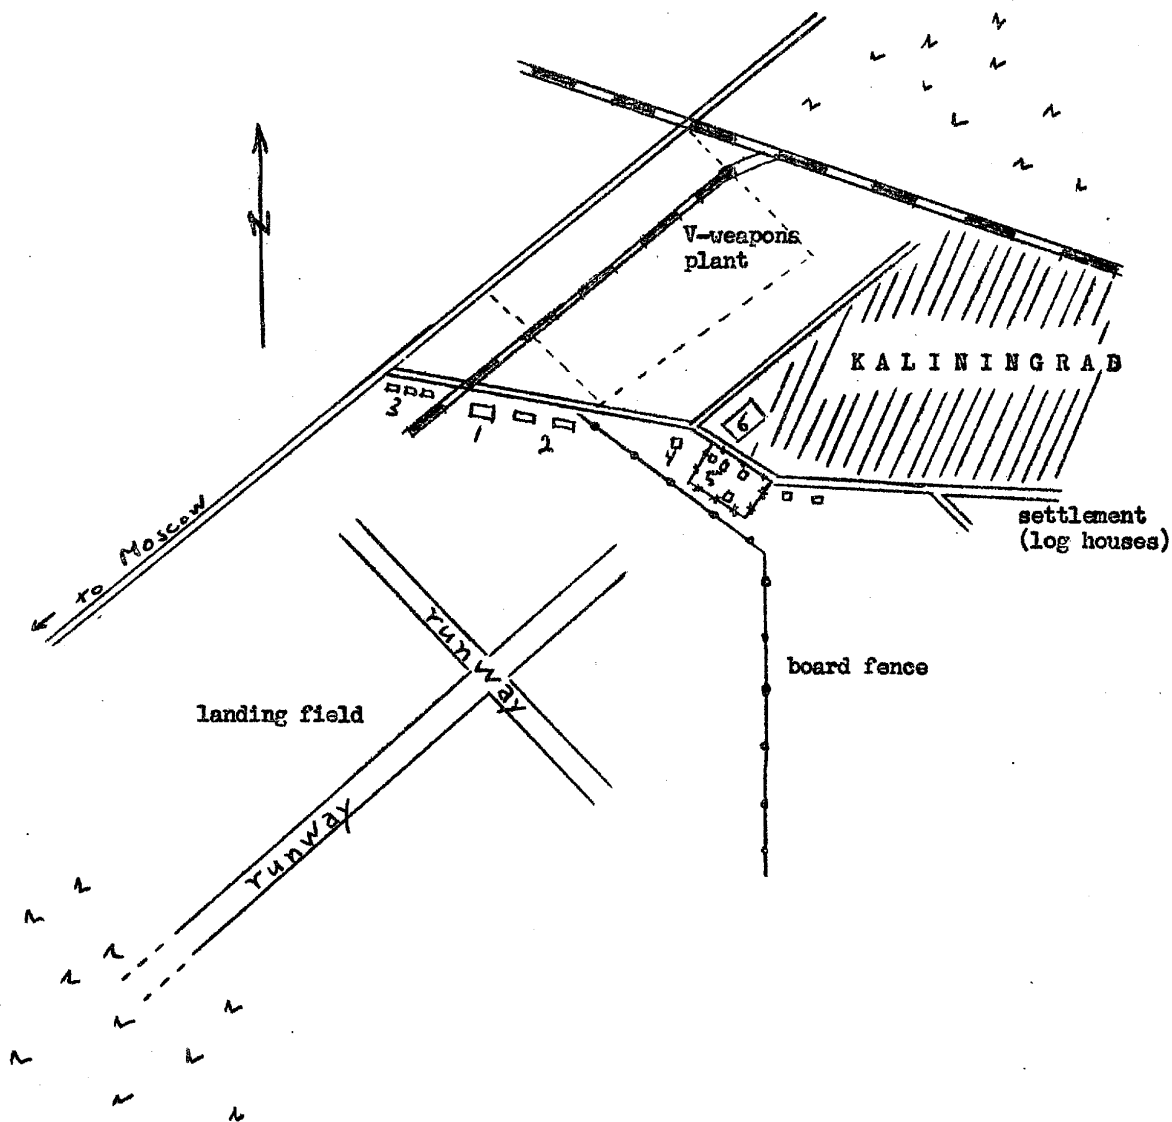 N
V-weapons
plant
KALININGRAD
3
1
2
4
5
6
to Moscow
settlement
(log houses)
runway
board fence
landing field
runway